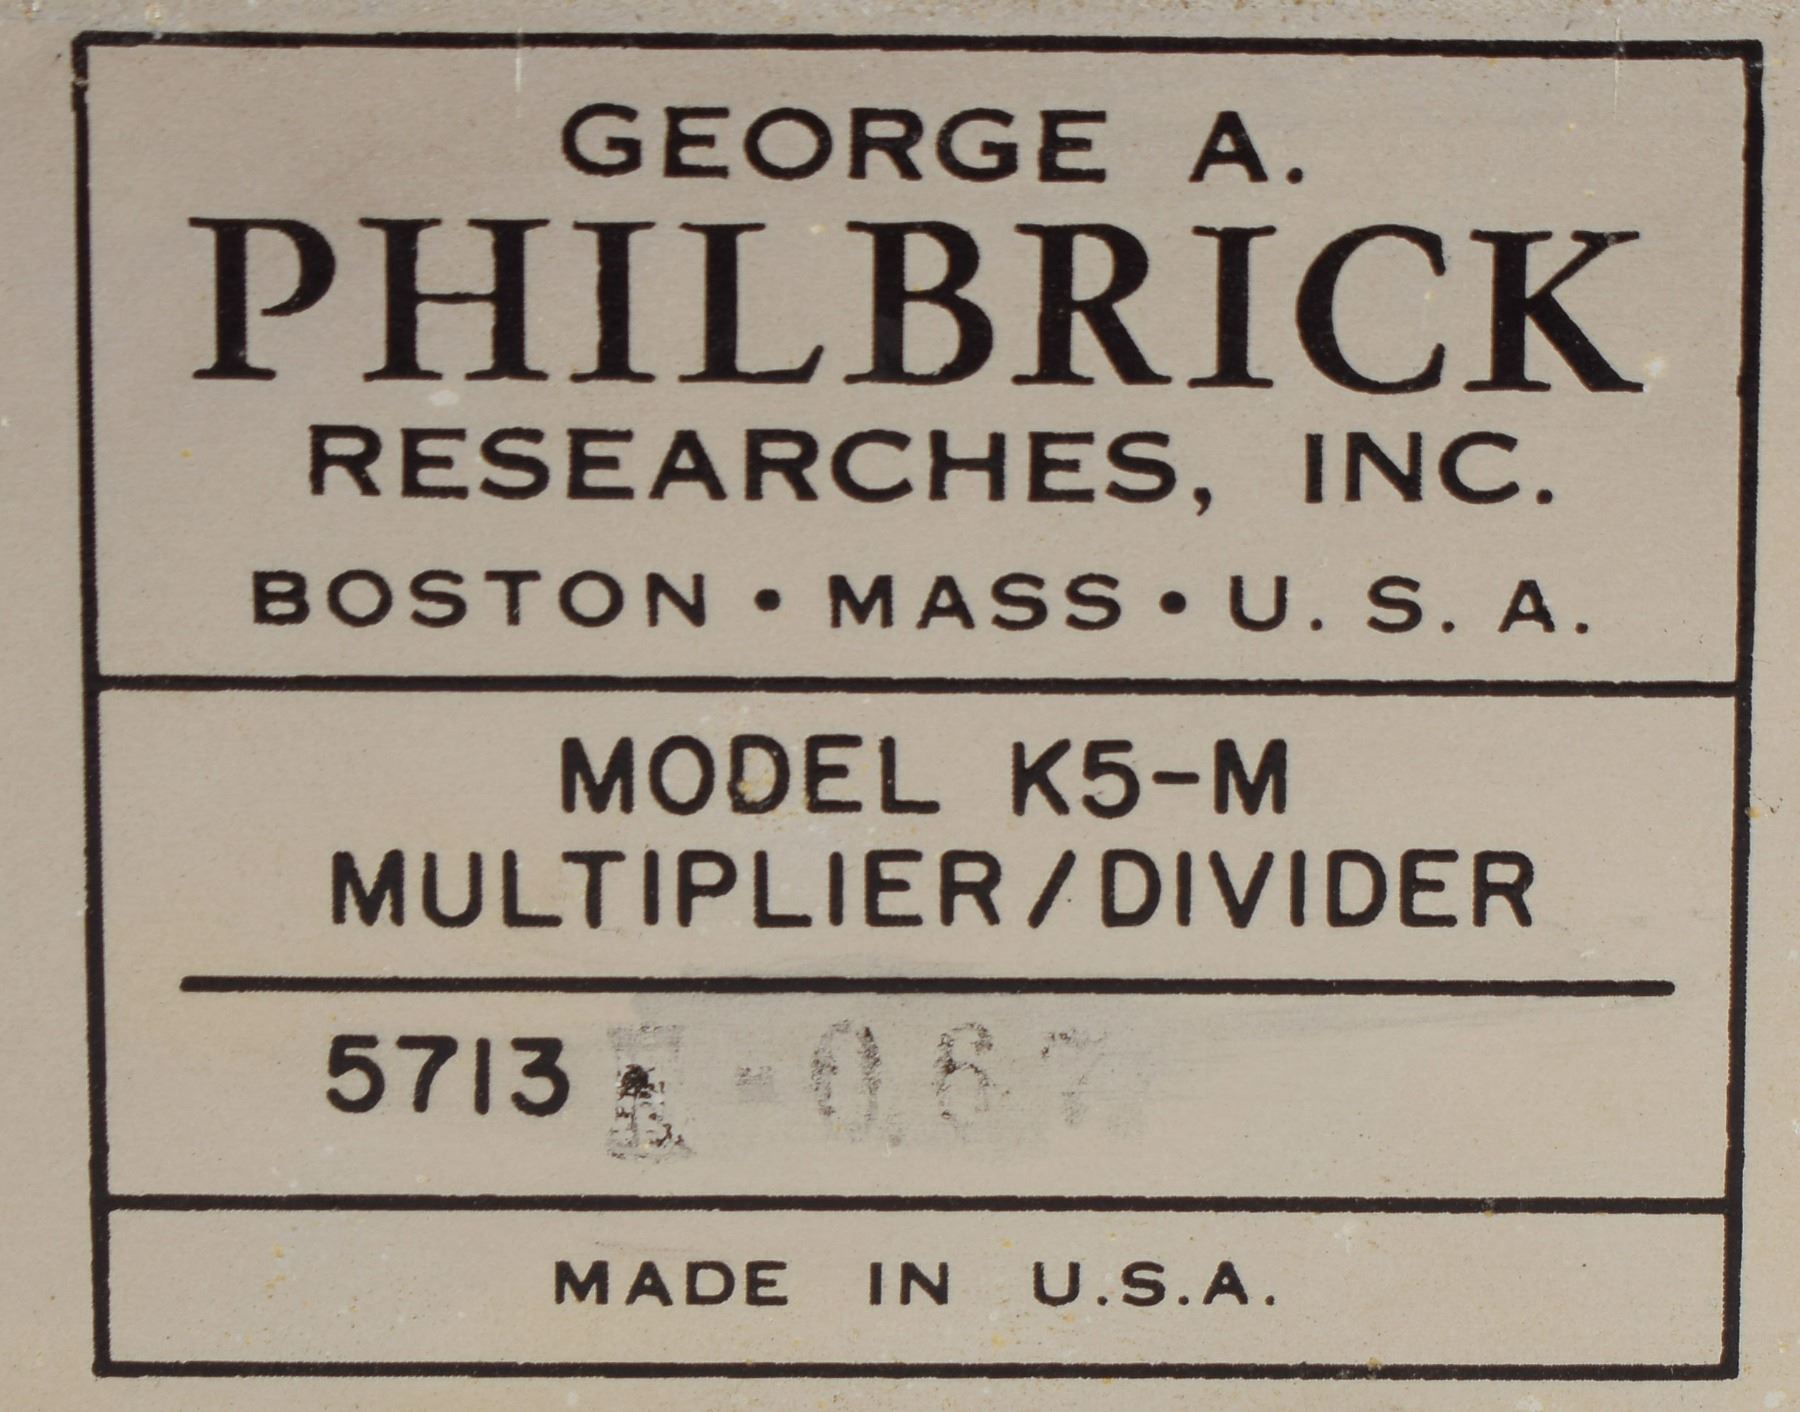 GEORGE A.
PHILBRICK
RESEARCHES, INC.
BOSTON • MASS • U. S. A.
MODEL K5-M
MULTIPLIER/DIVIDER
5713
MADE IN U.S.A.